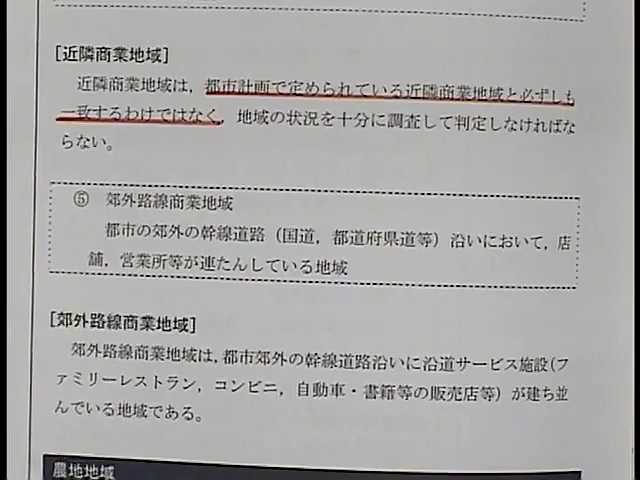 [近隣商業地域]
近隣商業地域は，都市計画で定められている近隣商業地域と必ずしも
一致するわけではなく，地域の状況を十分に調査して判定しなければな
らない。
⑤　郊外路線商業地域
都市の郊外の幹線道路（国道，都道府県道等）沿いにおいて，店
舗，営業所等が連たんしている地域
[郊外路線商業地域]
郊外路線商業地域は，都市郊外の幹線道路沿いに沿道サービス施設(フ
ァミリーレストラン，コンビニ，自動車・書籍等の販売店等）が建ち並
んでいる地域である。
農地地域